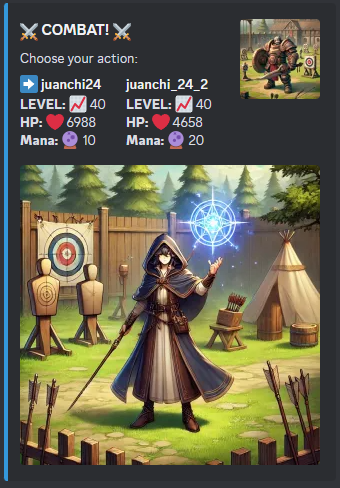 ⚔️ COMBAT! ⚔️
Choose your action:
➡️ juanchi24 juanchi_24_2
LEVEL: 📈 40 LEVEL: 📈 40
HP: ❤️ 6988 HP: ❤️ 4658
Mana: 🔮 10 Mana: 🔮 20